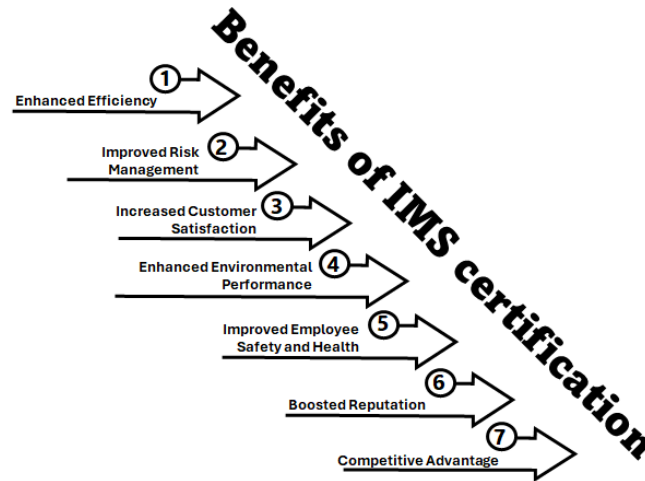 Benefits of IMS certification
1
Enhanced Efficiency
2
Improved Risk
Management
3
Increased Customer
Satisfaction
4
Enhanced Environmental
Performance
5
Improved Employee
Safety and Health
6
Boosted Reputation
7
Competitive Advantage